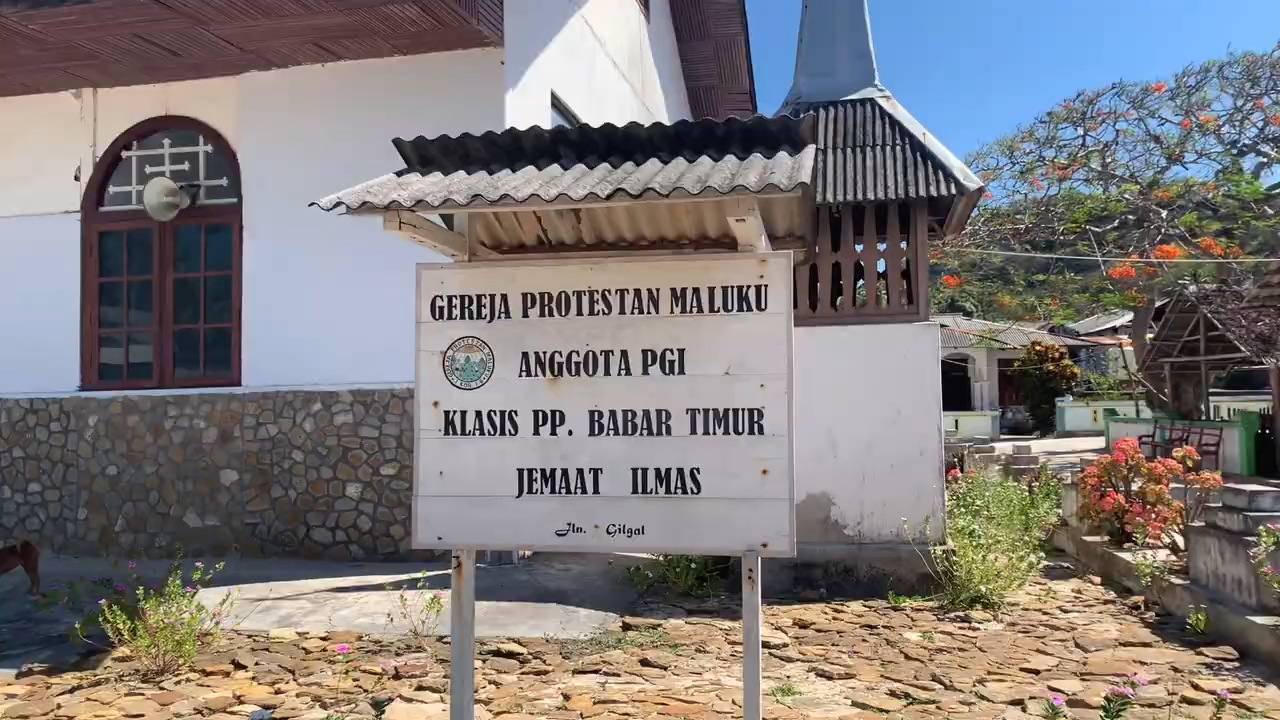 GEREJA PROTESTAN MALUKU
ANGGOTA PGI
KLASIS PP. BABAR TIMUR
JEMAAT ILMAS
Jln. Gilgal